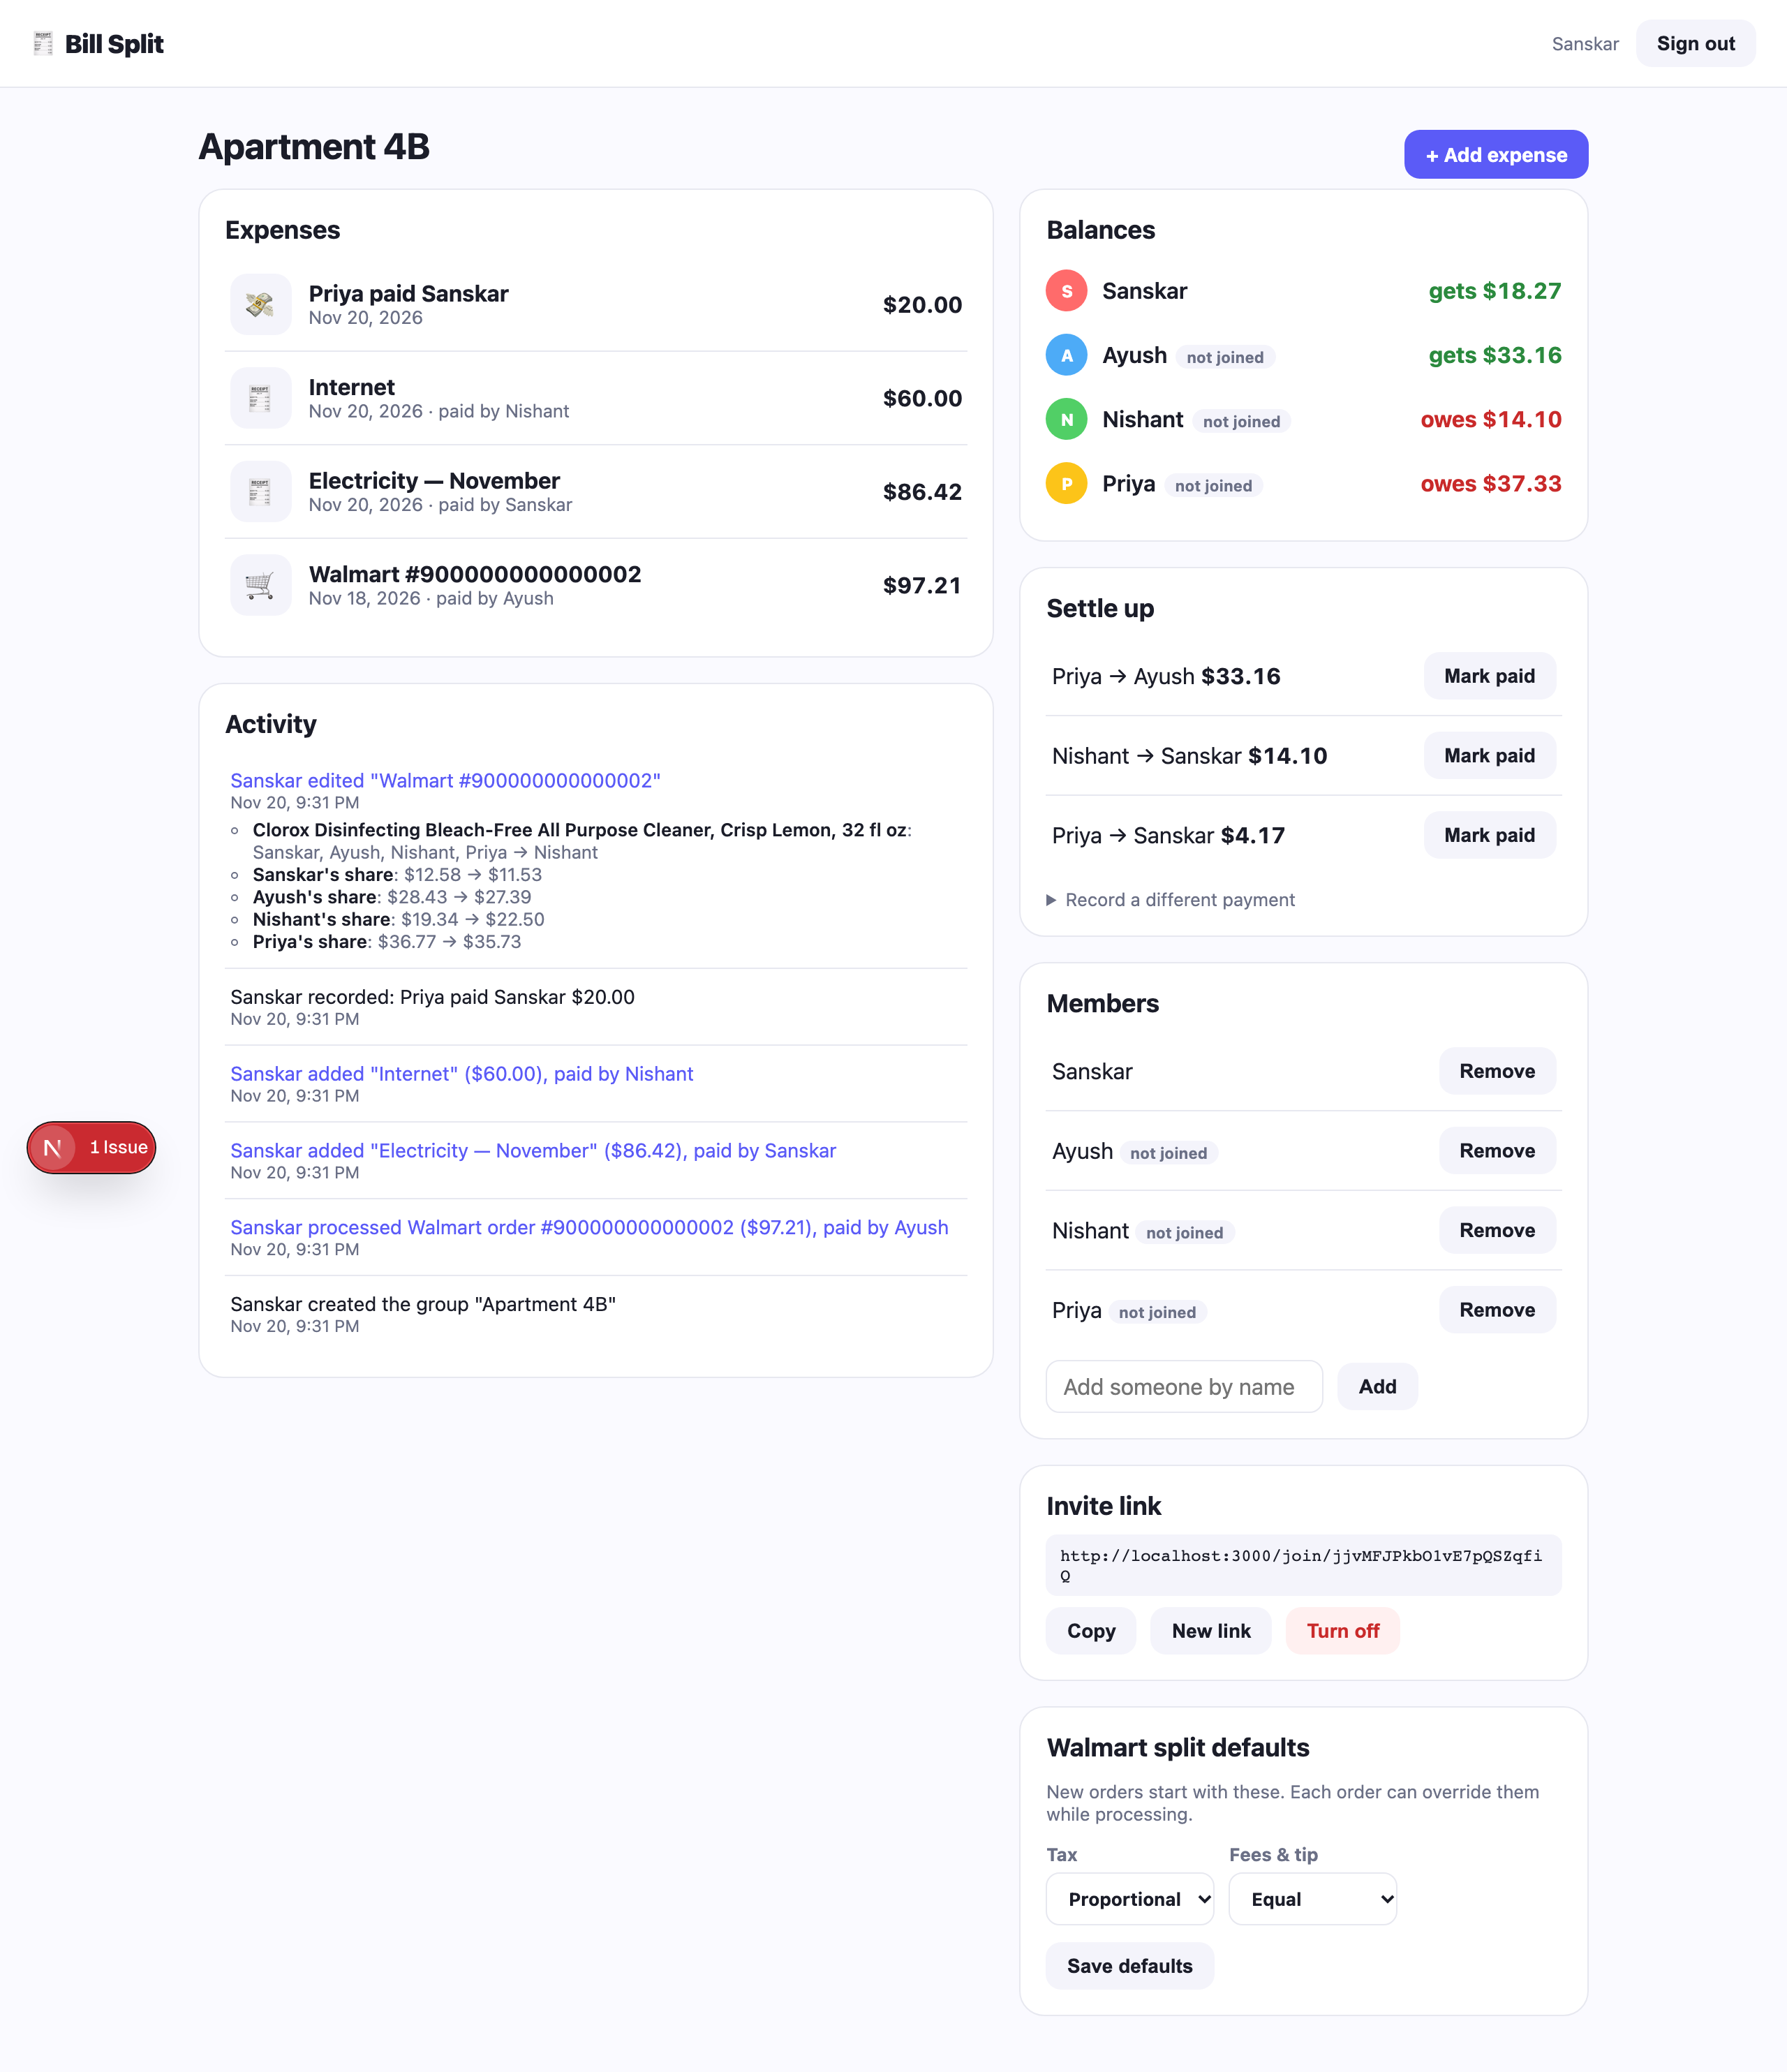 Bill Split
Sanskar
Sign out
Apartment 4B
+ Add expense
Expenses
Priya paid Sanskar
Nov 20, 2026
$20.00
Internet
Nov 20, 2026 · paid by Nishant
$60.00
Electricity — November
Nov 20, 2026 · paid by Sanskar
$86.42
Walmart #900000000000002
Nov 18, 2026 · paid by Ayush
$97.21
Activity
Sanskar edited "Walmart #900000000000002"
Nov 20, 9:31 PM
Clorox Disinfecting Bleach-Free All Purpose Cleaner, Crisp Lemon, 32 fl oz:
Sanskar, Ayush, Nishant, Priya → Nishant
Sanskar's share: $12.58 → $11.53
Ayush's share: $28.43 → $27.39
Nishant's share: $19.34 → $22.50
Priya's share: $36.77 → $35.73
Sanskar recorded: Priya paid Sanskar $20.00
Nov 20, 9:31 PM
Sanskar added "Internet" ($60.00), paid by Nishant
Nov 20, 9:31 PM
Sanskar added "Electricity — November" ($86.42), paid by Sanskar
Nov 20, 9:31 PM
Sanskar processed Walmart order #900000000000002 ($97.21), paid by Ayush
Nov 20, 9:31 PM
Sanskar created the group "Apartment 4B"
Nov 20, 9:31 PM
N 1 Issue
Balances
S Sanskar gets $18.27
A Ayush not joined gets $33.16
N Nishant not joined owes $14.10
P Priya not joined owes $37.33
Settle up
Priya → Ayush $33.16 Mark paid
Nishant → Sanskar $14.10 Mark paid
Priya → Sanskar $4.17 Mark paid
▶ Record a different payment
Members
Sanskar Remove
Ayush not joined Remove
Nishant not joined Remove
Priya not joined Remove
Add someone by name Add
Invite link
http://localhost:3000/join/jjvMFJPkbO1vE7pQSZqfi
Q
Copy New link Turn off
Walmart split defaults
New orders start with these. Each order can override them
while processing.
Tax Fees & tip
Proportional Equal
Save defaults